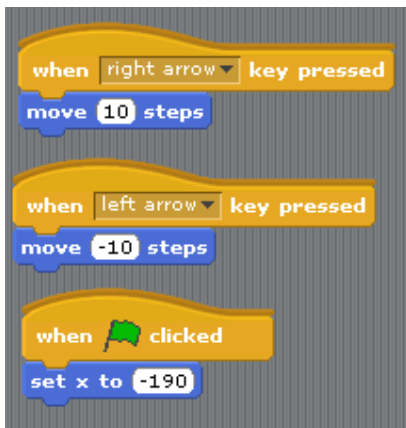 when right arrow key pressed
move 10 steps
when left arrow key pressed
move -10 steps
when clicked
set x to -190